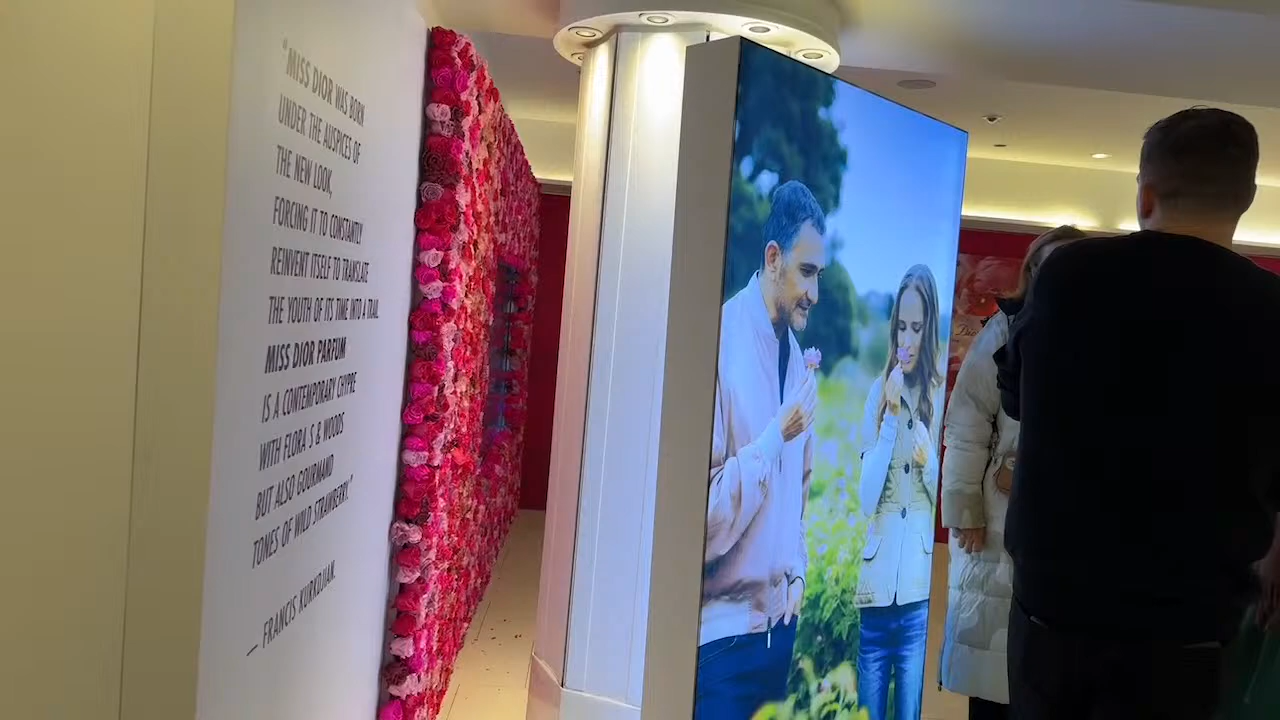 “MISS DIOR WAS BORN
UNDER THE AUSPICES OF
THE NEW LOOK,
FORCING IT TO CONSTANTLY
REINVENT ITSELF TO TRANSLATE
THE YOUTH OF ITS TIME INTO A TRAIL.
MISS DIOR PARFUM
IS A CONTEMPORARY CHYPRE
WITH FLORA S & WOODS
BUT ALSO GOURMAND
TONES OF WILD STRAWBERRY.”
— FRANCIS KURKDJIAN.
Dior